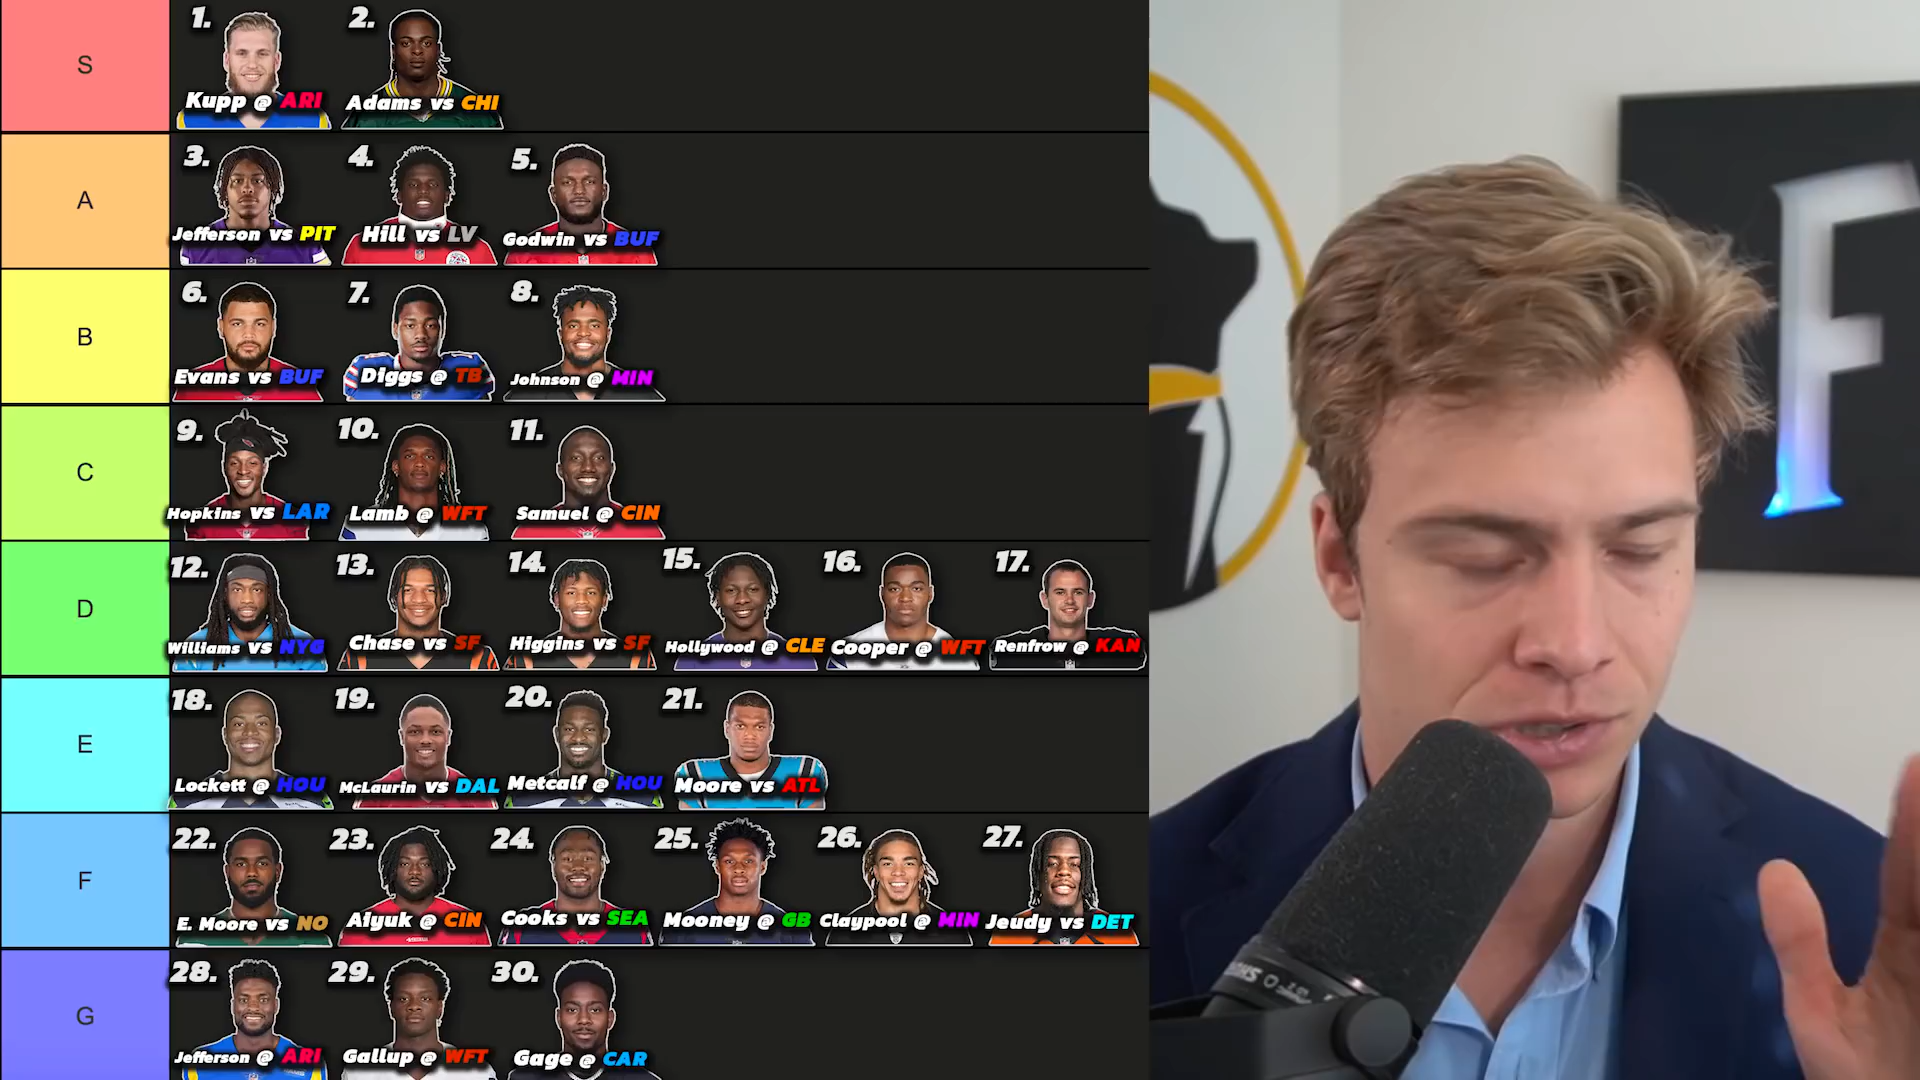 S
1.
Kupp @ ARI
2.
Adams vs CHI
A
3.
Jefferson vs PIT
4.
Hill vs LV
5.
Godwin vs BUF
B
6.
Evans vs BUF
7.
Diggs @ TB
8.
Johnson @ MIN
C
9.
Hopkins VS LAR
10.
Lamb @ WFT
11.
Samuel @ CIN
D
12.
Williams vs NYG
13.
Chase vs SF
14.
Higgins vs SF
15.
Hollywood @ CLE
16.
Cooper @ WFT
17.
Renfrow @ KAN
E
18.
Lockett @ HOU
19.
McLaurin vs DAL
20.
Metcalf @ HOU
21.
Moore vs ATL
F
22.
E. Moore vs NO
23.
Aiyuk @ CIN
24.
Cooks vs SEA
25.
Mooney @ GB
26.
Claypool @ MIN
27.
Jeudy vs DET
G
28.
Jefferson @ ARI
29.
Gallup @ WFT
30.
Gage @ CAR
F